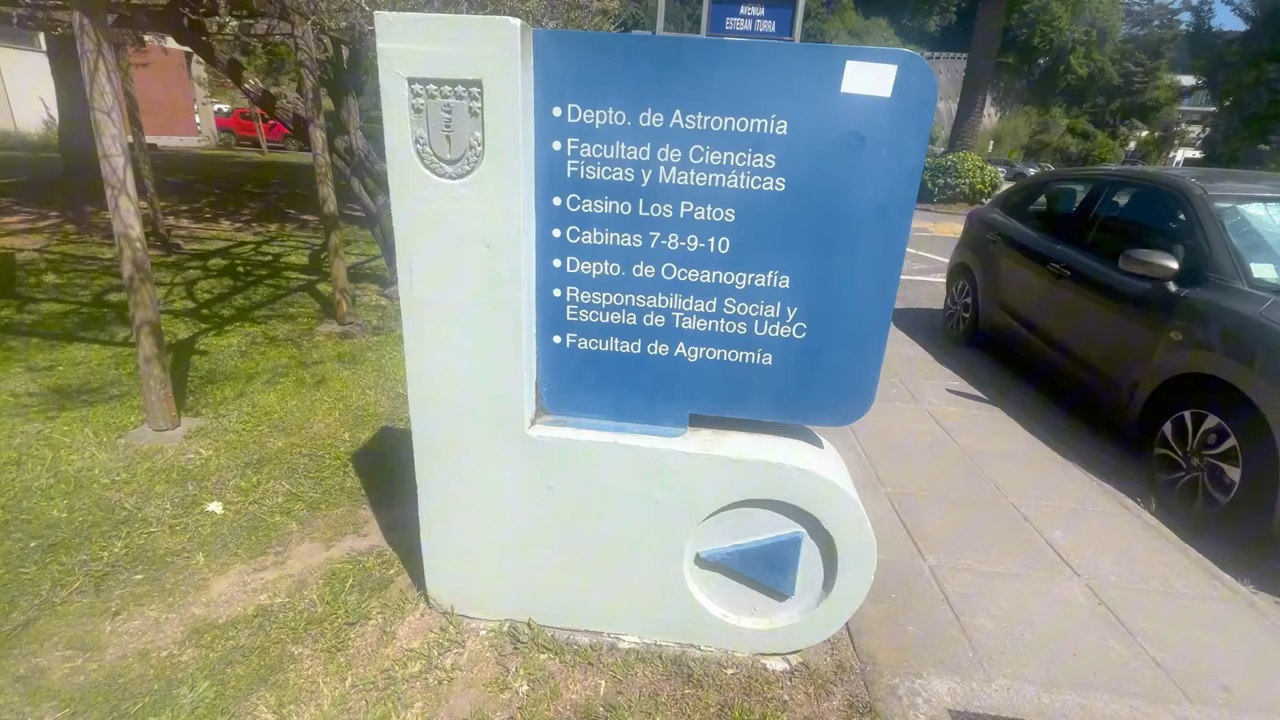 AVENIDA
ESTEBAN ITURRA
• Depto. de Astronomía
• Facultad de Ciencias
Físicas y Matemáticas
• Casino Los Patos
• Cabinas 7-8-9-10
• Depto. de Oceanografía
• Responsabilidad Social y
Escuela de Talentos UdeC
• Facultad de Agronomía